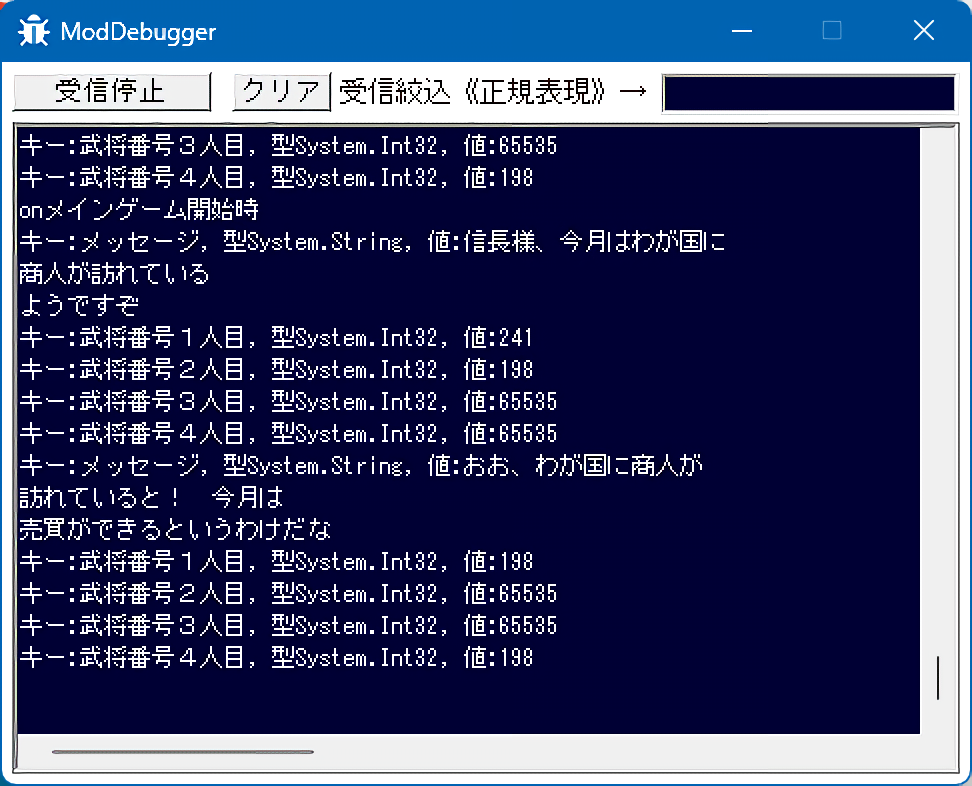 ModDebugger
受信停止 クリア 受信絞込《正規表現》→
キー:武将番号３人目, 型System.Int32, 値:65535
キー:武将番号４人目, 型System.Int32, 値:198
onメインゲーム開始時
キー:メッセージ, 型System.String, 値:信長様、今月はわが国に
商人が訪れている
ようですぞ
キー:武将番号１人目, 型System.Int32, 値:241
キー:武将番号２人目, 型System.Int32, 値:198
キー:武将番号３人目, 型System.Int32, 値:65535
キー:武将番号４人目, 型System.Int32, 値:65535
キー:メッセージ, 型System.String, 値:おお、わが国に商人が
訪れていると！　今月は
売買ができるというわけだな
キー:武将番号１人目, 型System.Int32, 値:198
キー:武将番号２人目, 型System.Int32, 値:65535
キー:武将番号３人目, 型System.Int32, 値:65535
キー:武将番号４人目, 型System.Int32, 値:198